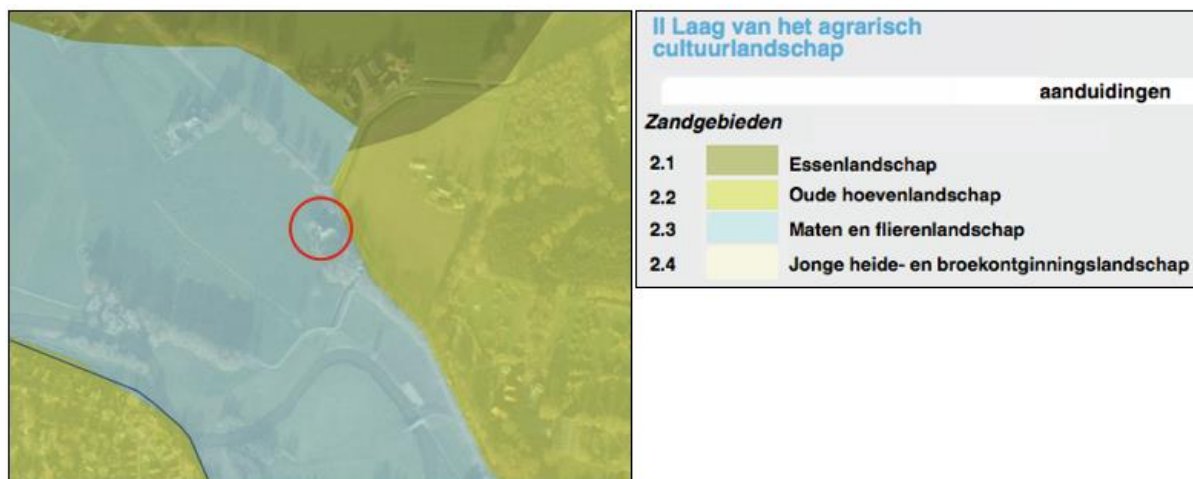 II Laag van het agrarisch
cultuurlandschap
aanduidingen
Zandgebieden
2.1 Essenlandschap
2.2 Oude hoevenlandschap
2.3 Maten en flierenlandschap
2.4 Jonge heide- en broekontginningslandschap